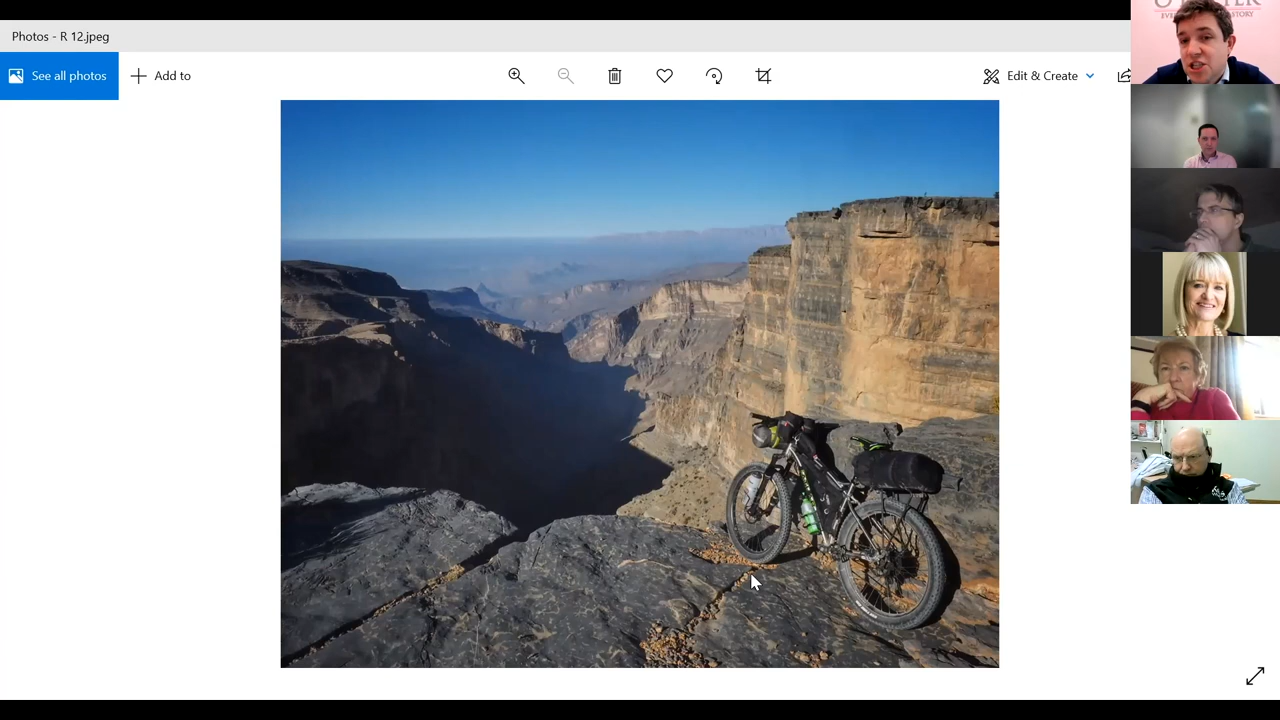 Photos - R 12.jpeg
See all photos
Add to
Edit & Create